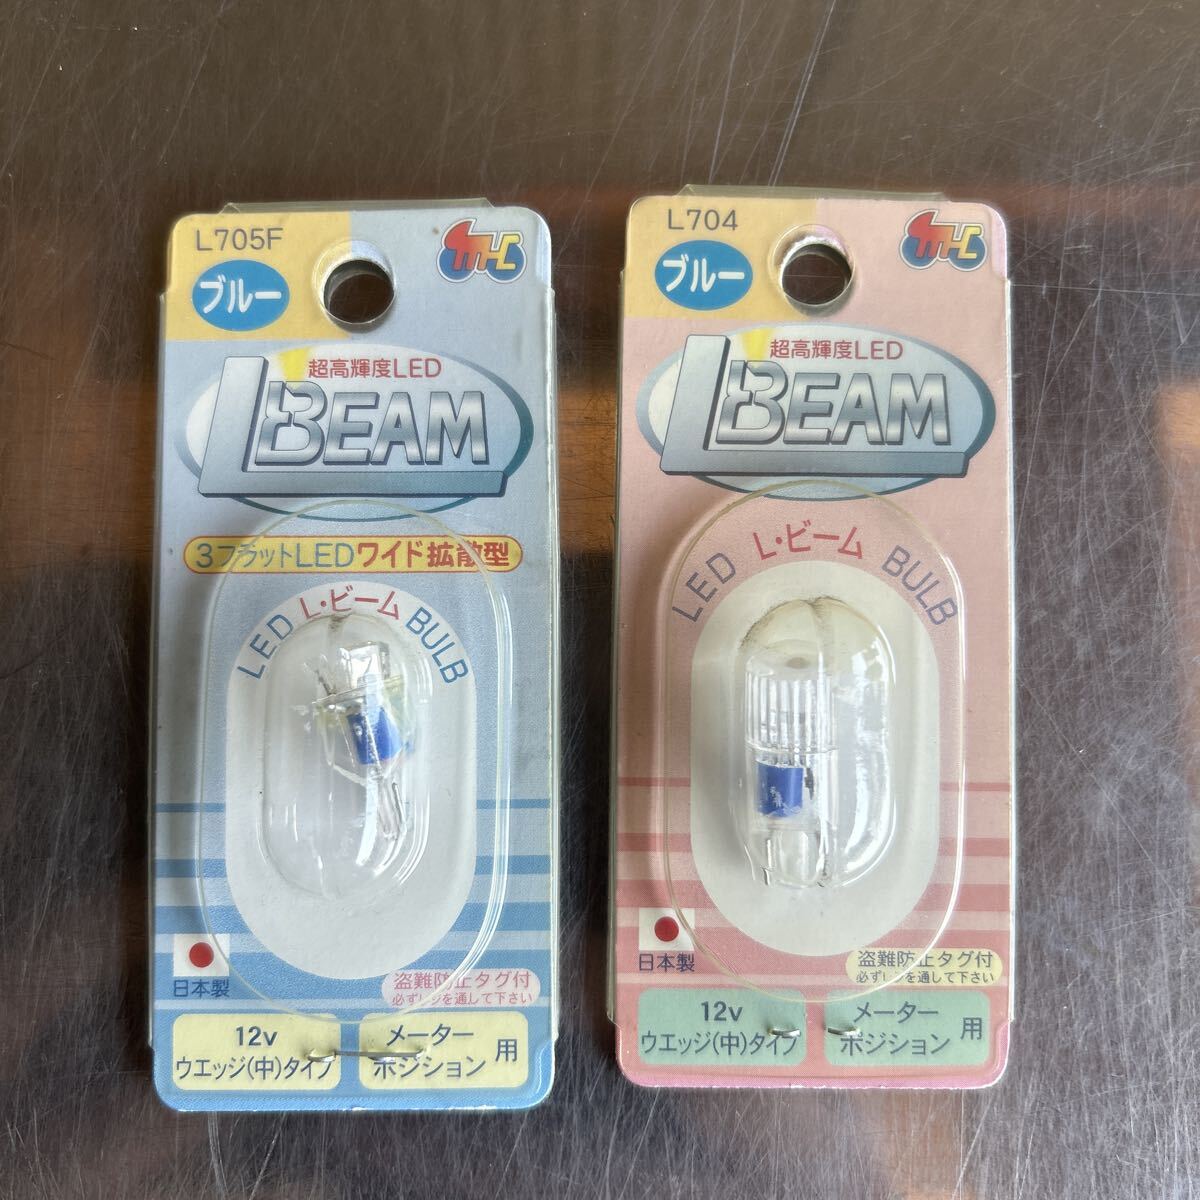 L705F
ブルー
M-C
超高輝度LED
L BEAM
3フラットLEDワイド拡散型
LED L・ビーム BULB
日本製
盗難防止タグ付
必ずレジを通して下さい
12v
ウエッジ(中)タイプ
メーター
ポジション
用
L704
ブルー
M-C
超高輝度LED
L BEAM
LED L・ビーム BULB
日本製
盗難防止タグ付
必ずレジを通して下さい
12v
ウエッジ(中)タイプ
メーター
ポジション
用